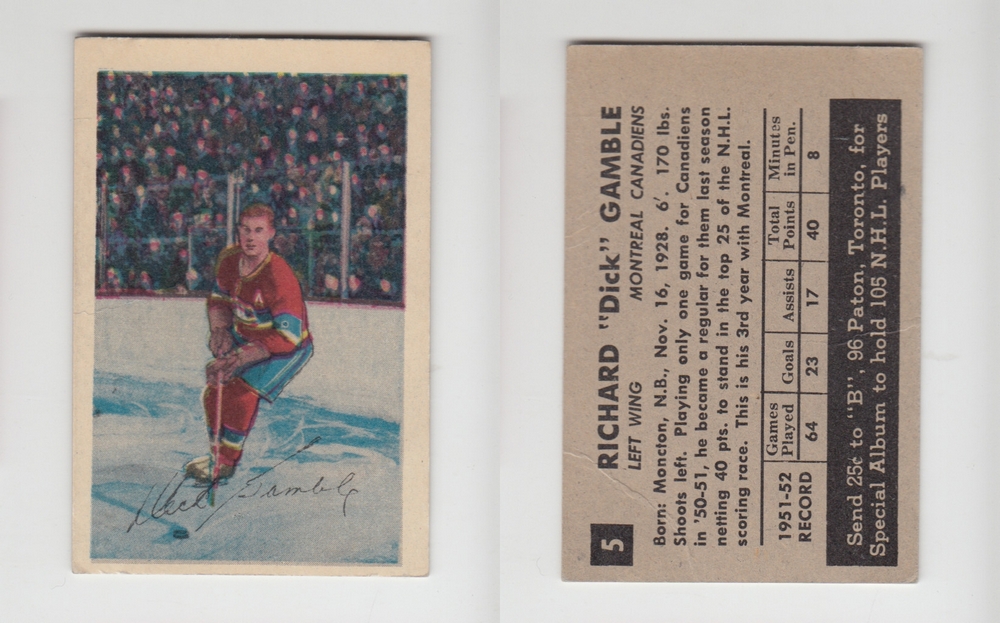 Dick Gamble
A
5
RICHARD "Dick" GAMBLE
LEFT WING MONTREAL CANADIENS
Born: Moncton, N.B., Nov. 16, 1928. 6'. 170 lbs.
Shoots left. Playing only one game for Canadiens
in '50-51, he became a regular for them last season
netting 40 pts. to stand in the top 25 of the N.H.L.
scoring race. This is his 3rd year with Montreal.
1951-52 RECORD Games Played Goals Assists Total Points Minutes in Pen.
64 23 17 40 8
Send 25¢ to "B", 96 Paton, Toronto, for
Special Album to hold 105 N.H.L. Players